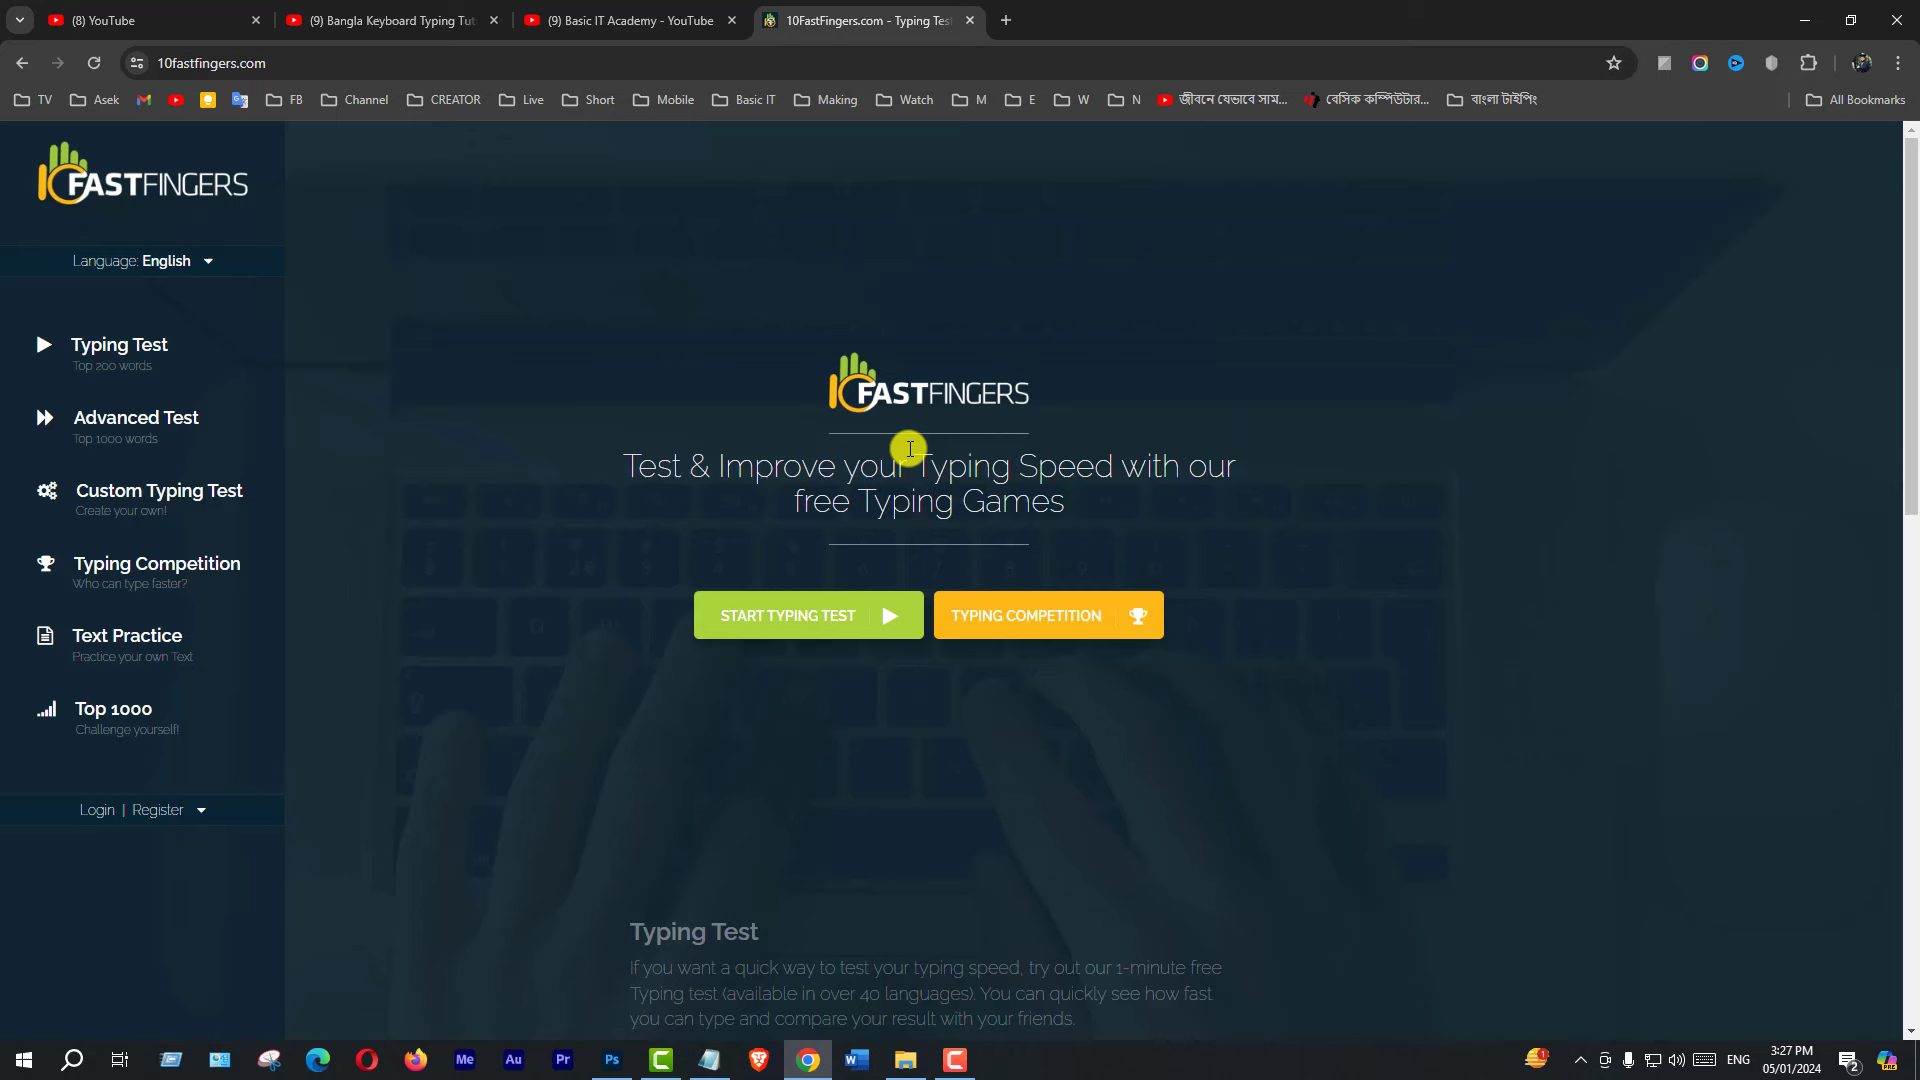 (8) YouTube
(9) Bangla Keyboard Typing Tut
(9) Basic IT Academy - YouTube
10FastFingers.com - Typing Tes
10fastfingers.com
TV
Asek
FB
Channel
CREATOR
Live
Short
Mobile
Basic IT
Making
Watch
M
E
W
N
জীবনে যেভাবে সাম...
বেসিক কম্পিউটার...
বাংলা টাইপিং
All Bookmarks
10FASTFINGERS
Language: English
Typing Test
Top 200 words
Advanced Test
Top 1000 words
Custom Typing Test
Create your own!
Typing Competition
Who can type faster?
Text Practice
Practice your own Text
Top 1000
Challenge yourself!
Login | Register
10FASTFINGERS
Test & Improve your Typing Speed with our
free Typing Games
START TYPING TEST
TYPING COMPETITION
Typing Test
If you want a quick way to test your typing speed, try out our 1-minute free
Typing test (available in over 40 languages). You can quickly see how fast
you can type and compare your result with your friends.
Me
Au
Pr
Ps
1
ENG
3:27 PM
05/01/2024
2